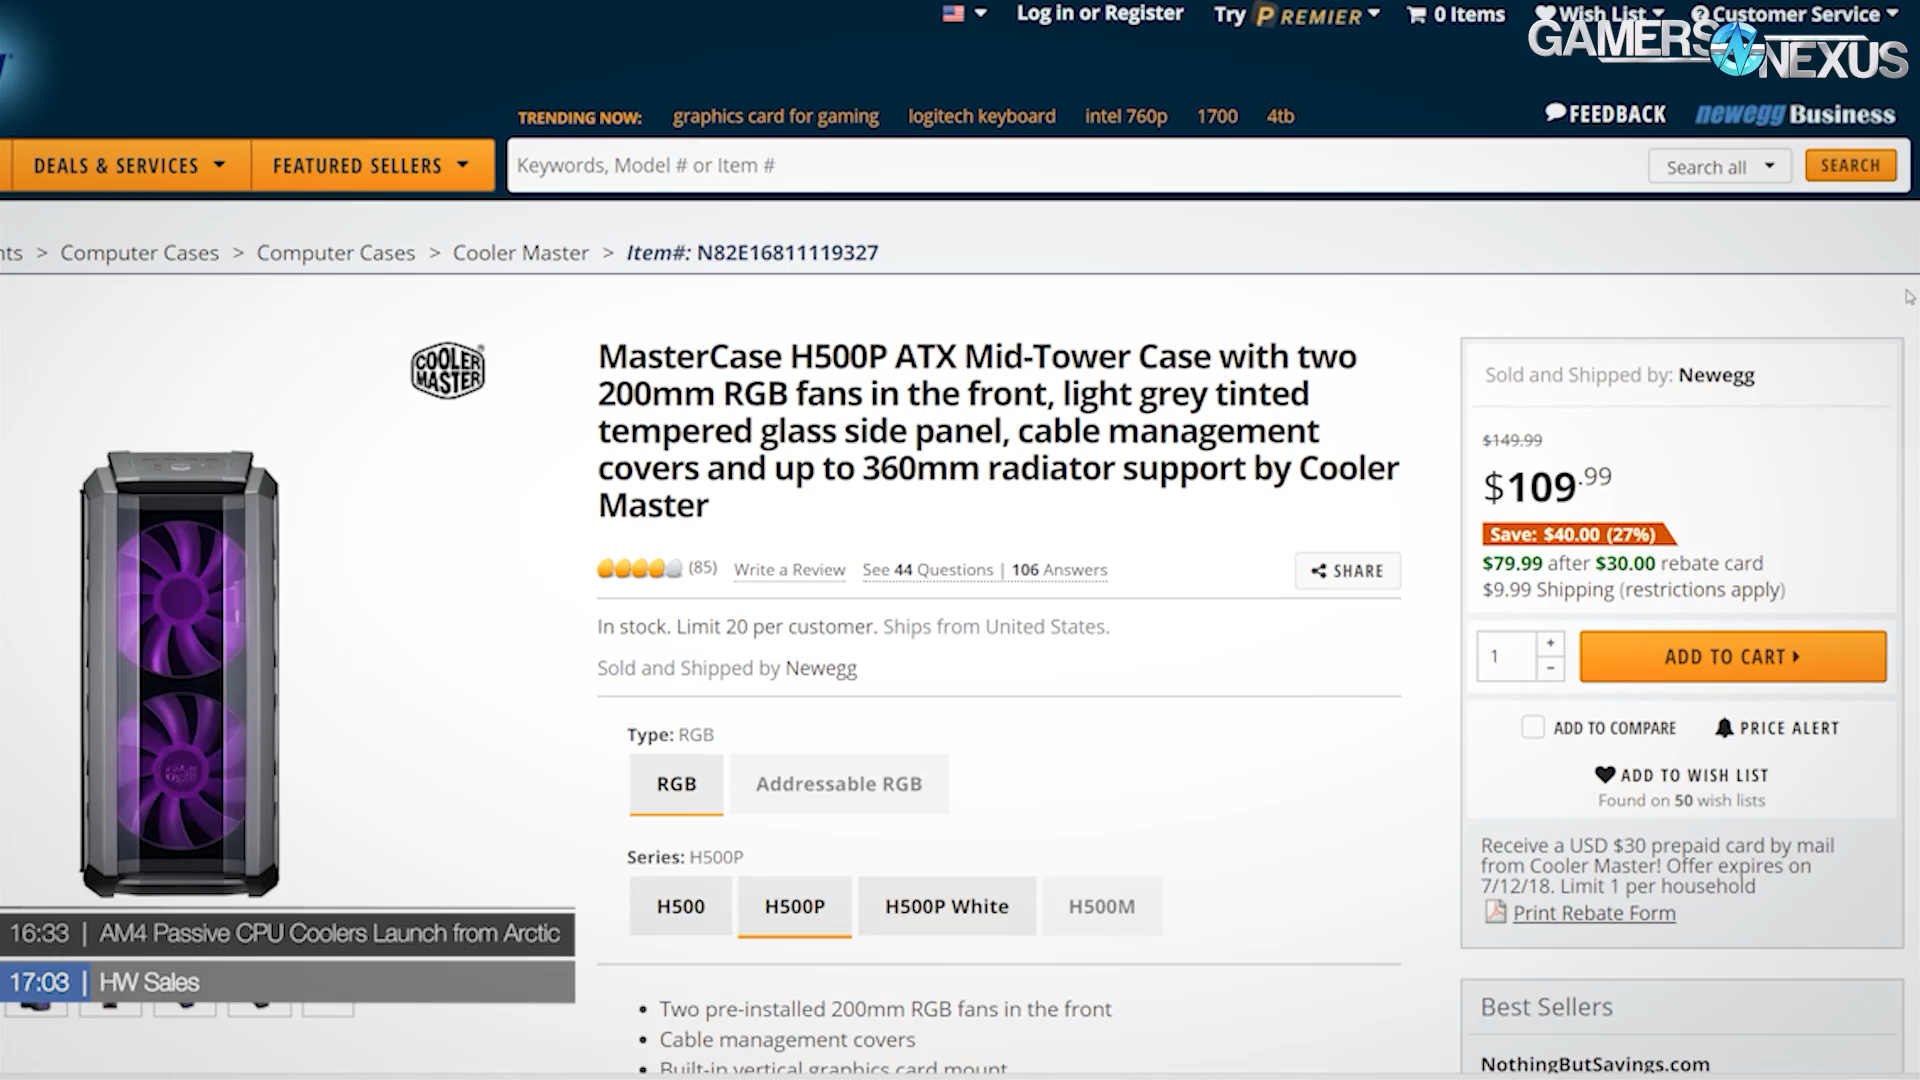 Log in or Register Try PREMIER 0 Items Wish List Customer Service
GAMERS NEXUS
TRENDING NOW: graphics card for gaming logitech keyboard intel 760p 1700 4tb
FEEDBACK newegg Business
DEALS & SERVICES FEATURED SELLERS Keywords, Model # or Item # Search all SEARCH
nts > Computer Cases > Computer Cases > Cooler Master > Item#: N82E16811119327
COOLER MASTER
MasterCase H500P ATX Mid-Tower Case with two
200mm RGB fans in the front, light grey tinted
tempered glass side panel, cable management
covers and up to 360mm radiator support by Cooler
Master
(85) Write a Review See 44 Questions | 106 Answers SHARE
In stock. Limit 20 per customer. Ships from United States.
Sold and Shipped by Newegg
Type: RGB
RGB Addressable RGB
Series: H500P
H500 H500P H500P White H500M
• Two pre-installed 200mm RGB fans in the front
• Cable management covers
• Built-in vertical graphics card mount
Sold and Shipped by: Newegg
$149.99
$109.99
Save: $40.00 (27%)
$79.99 after $30.00 rebate card
$9.99 Shipping (restrictions apply)
1 + − ADD TO CART
ADD TO COMPARE PRICE ALERT
ADD TO WISH LIST
Found on 50 wish lists
Receive a USD $30 prepaid card by mail
from Cooler Master! Offer expires on
7/12/18. Limit 1 per household
Print Rebate Form
Best Sellers
NothingButSavings.com
16:33 | AM4 Passive CPU Coolers Launch from Arctic
17:03 | HW Sales